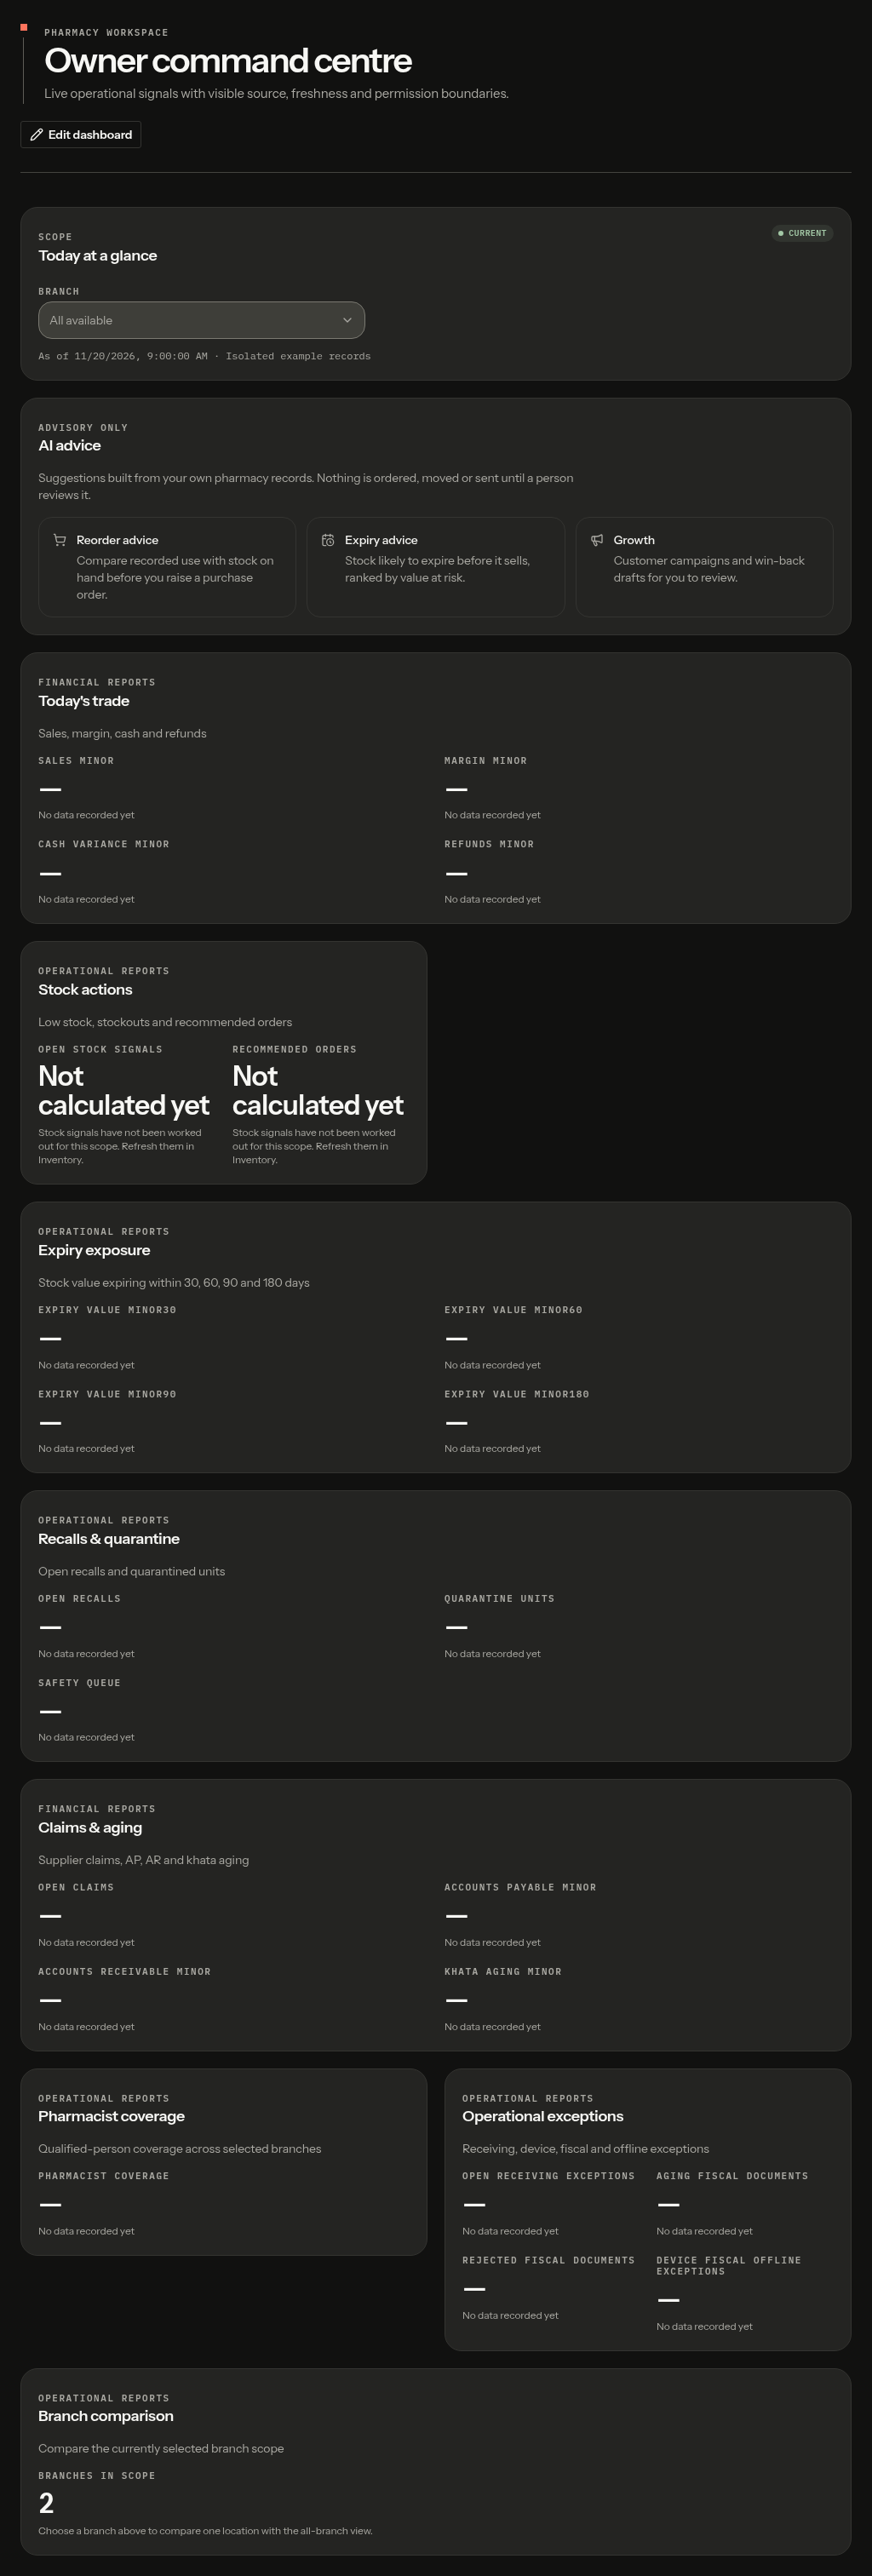 PHARMACY WORKSPACE
Owner command centre
Live operational signals with visible source, freshness and permission boundaries.
Edit dashboard
SCOPE
CURRENT
Today at a glance
BRANCH
All available
As of 11/20/2026, 9:00:00 AM · Isolated example records
ADVISORY ONLY
AI advice
Suggestions built from your own pharmacy records. Nothing is ordered, moved or sent until a person
reviews it.
Reorder advice
Compare recorded use with stock on
hand before you raise a purchase
order.
Expiry advice
Stock likely to expire before it sells,
ranked by value at risk.
Growth
Customer campaigns and win-back
drafts for you to review.
FINANCIAL REPORTS
Today's trade
Sales, margin, cash and refunds
SALES MINOR
—
No data recorded yet
MARGIN MINOR
—
No data recorded yet
CASH VARIANCE MINOR
—
No data recorded yet
REFUNDS MINOR
—
No data recorded yet
OPERATIONAL REPORTS
Stock actions
Low stock, stockouts and recommended orders
OPEN STOCK SIGNALS
Not
calculated yet
Stock signals have not been worked
out for this scope. Refresh them in
Inventory.
RECOMMENDED ORDERS
Not
calculated yet
Stock signals have not been worked
out for this scope. Refresh them in
Inventory.
OPERATIONAL REPORTS
Expiry exposure
Stock value expiring within 30, 60, 90 and 180 days
EXPIRY VALUE MINOR30
—
No data recorded yet
EXPIRY VALUE MINOR60
—
No data recorded yet
EXPIRY VALUE MINOR90
—
No data recorded yet
EXPIRY VALUE MINOR180
—
No data recorded yet
OPERATIONAL REPORTS
Recalls & quarantine
Open recalls and quarantined units
OPEN RECALLS
—
No data recorded yet
QUARANTINE UNITS
—
No data recorded yet
SAFETY QUEUE
—
No data recorded yet
FINANCIAL REPORTS
Claims & aging
Supplier claims, AP, AR and khata aging
OPEN CLAIMS
—
No data recorded yet
ACCOUNTS PAYABLE MINOR
—
No data recorded yet
ACCOUNTS RECEIVABLE MINOR
—
No data recorded yet
KHATA AGING MINOR
—
No data recorded yet
OPERATIONAL REPORTS
Pharmacist coverage
Qualified-person coverage across selected branches
PHARMACIST COVERAGE
—
No data recorded yet
OPERATIONAL REPORTS
Operational exceptions
Receiving, device, fiscal and offline exceptions
OPEN RECEIVING EXCEPTIONS
—
No data recorded yet
AGING FISCAL DOCUMENTS
—
No data recorded yet
REJECTED FISCAL DOCUMENTS
—
No data recorded yet
DEVICE FISCAL OFFLINE
EXCEPTIONS
—
No data recorded yet
OPERATIONAL REPORTS
Branch comparison
Compare the currently selected branch scope
BRANCHES IN SCOPE
2
Choose a branch above to compare one location with the all-branch view.